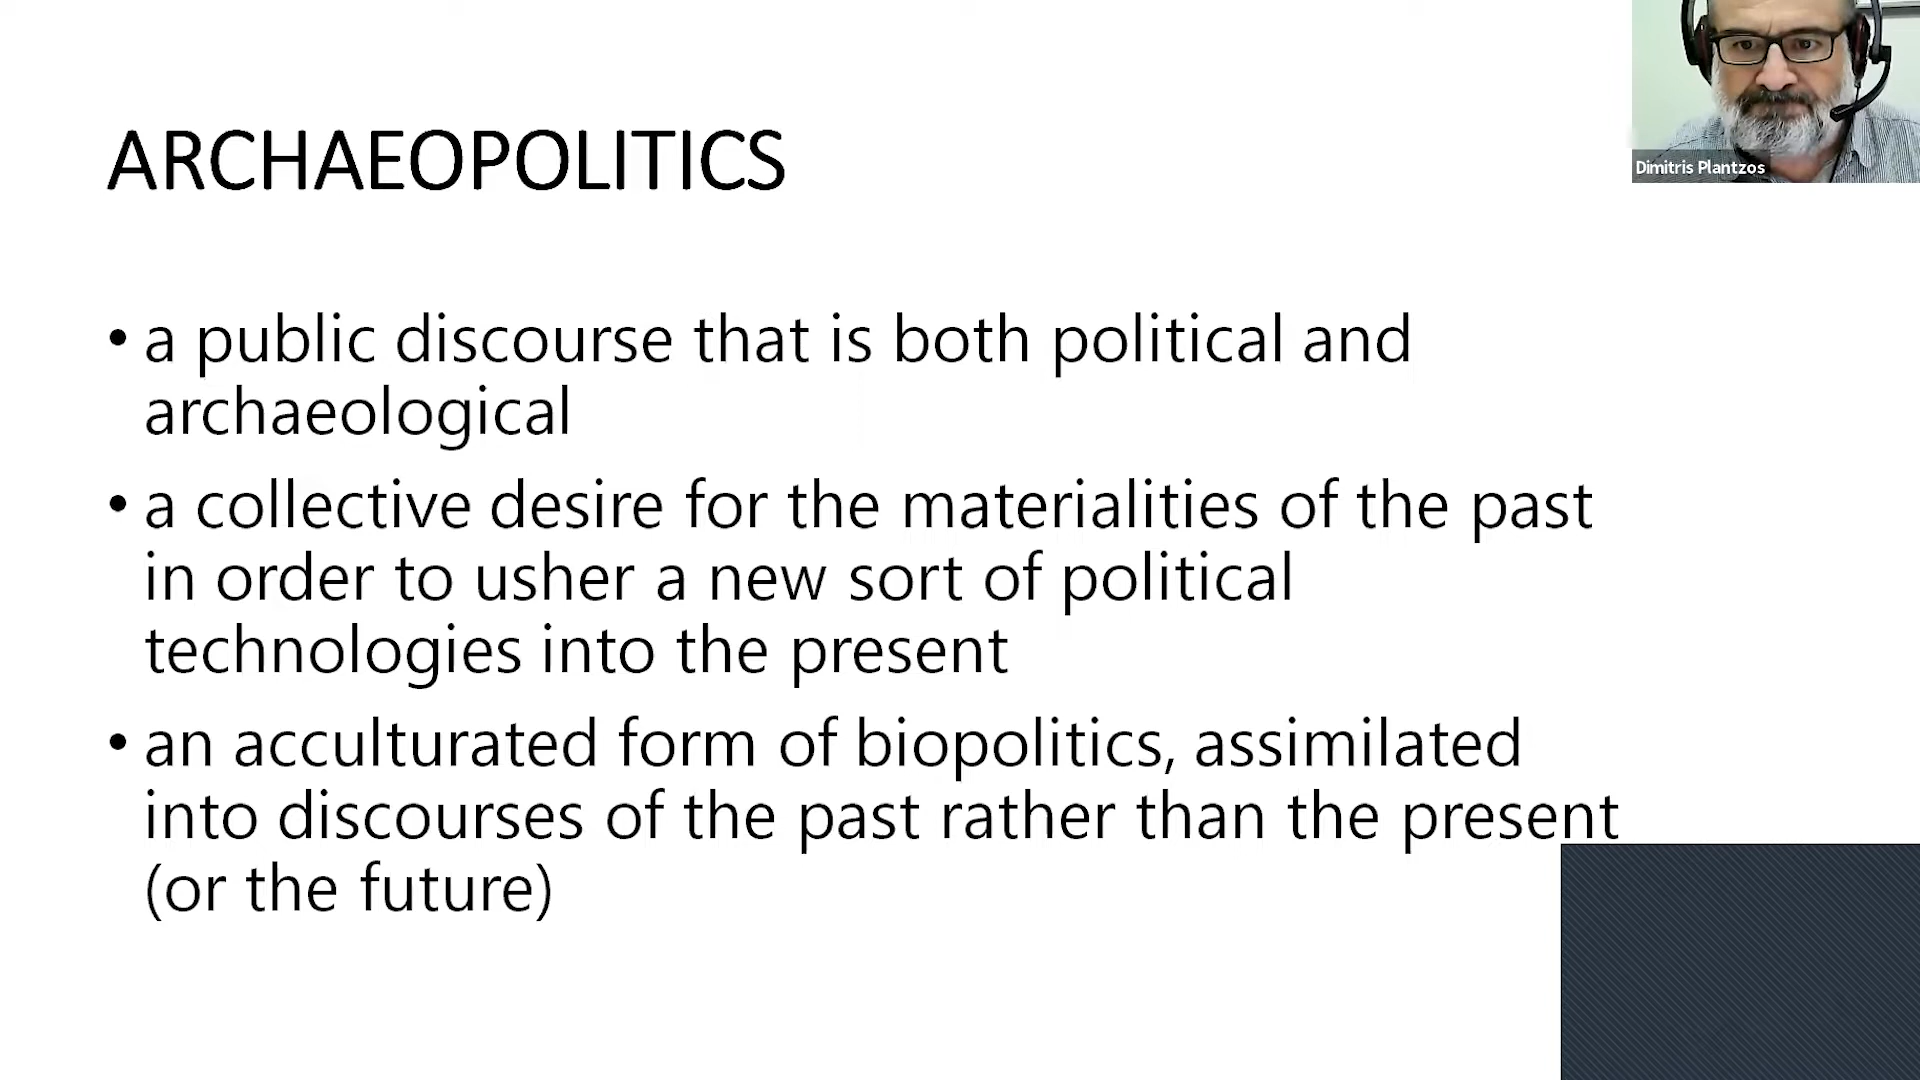 ARCHAEOPOLITICS
Dimitris Plantzos
• a public discourse that is both political and
archaeological
• a collective desire for the materialities of the past
in order to usher a new sort of political
technologies into the present
• an acculturated form of biopolitics, assimilated
into discourses of the past rather than the present
(or the future)